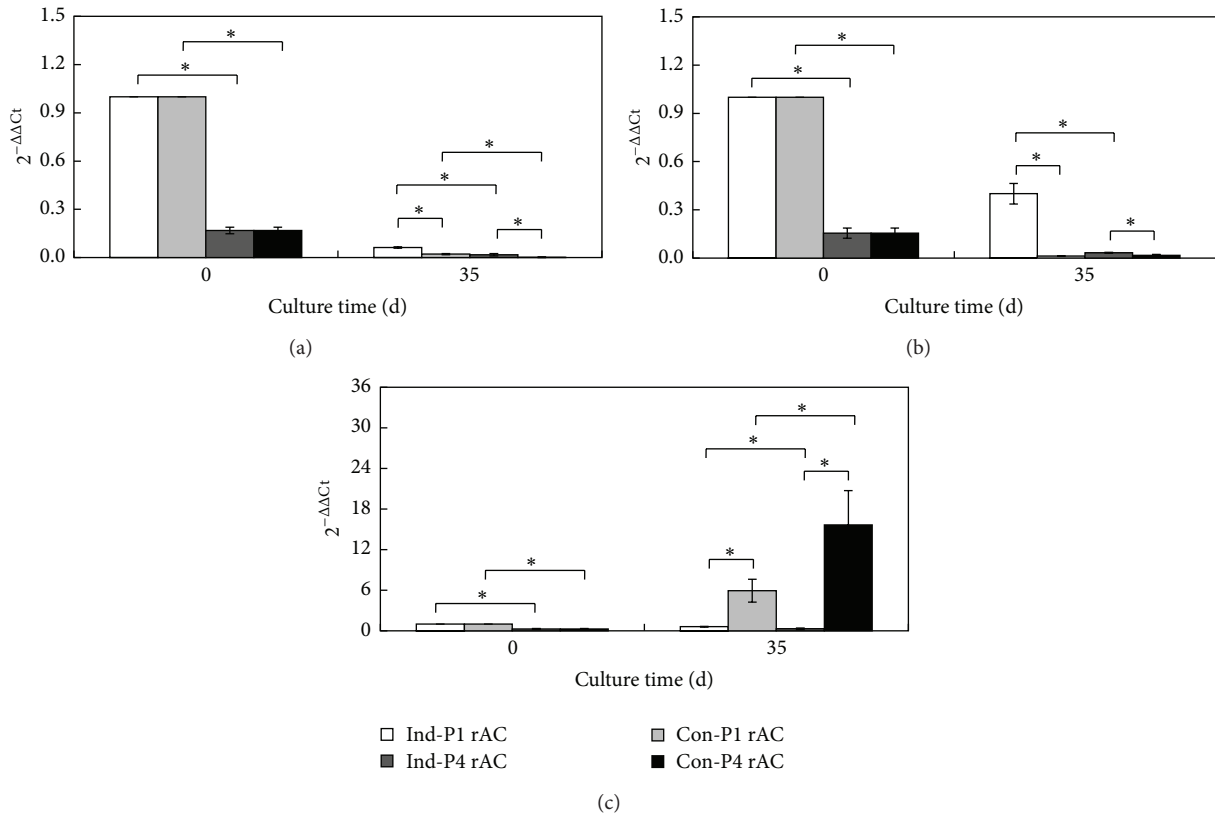 1.5
1.2
0.9
0.6
0.3
0.0
2^−ΔΔCt
* * * * * *
0 35
Culture time (d)
(a)
1.5
1.2
0.9
0.6
0.3
0.0
2^−ΔΔCt
* * * * *
0 35
Culture time (d)
(b)
36
30
24
18
12
6
0
2^−ΔΔCt
* * * * * *
0 35
Culture time (d)
Ind-P1 rAC Con-P1 rAC
Ind-P4 rAC Con-P4 rAC
(c)